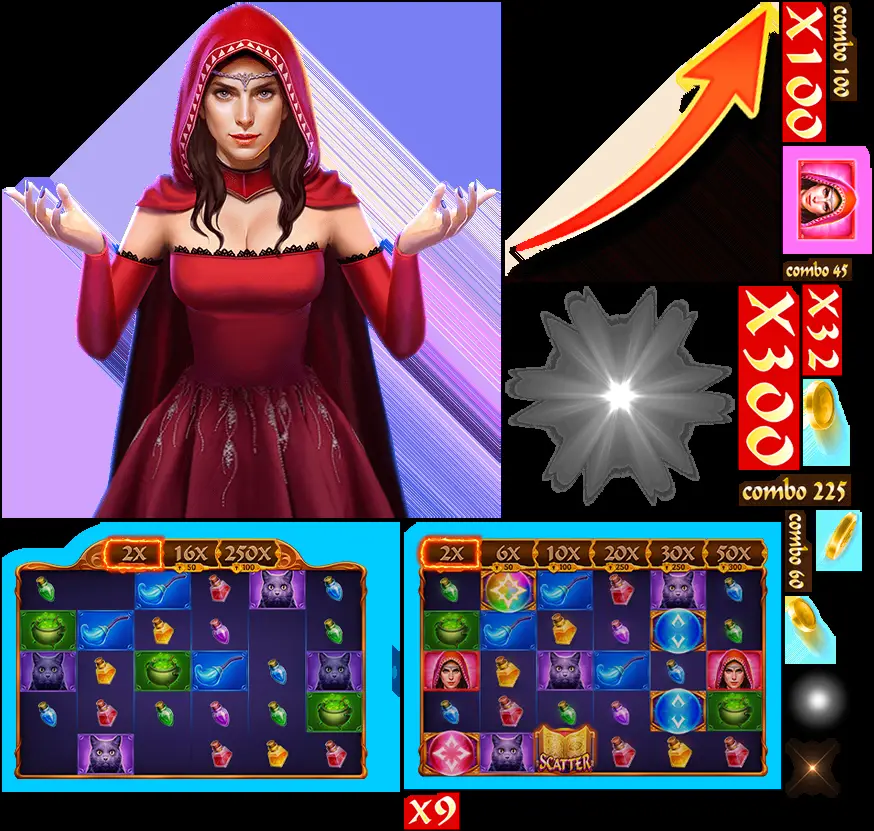 X100
combo 100
combo 45
X300
X32
combo 225
combo 60
2X 16X 250X
¥ 50 ¥ 100
2X 6X 10X 20X 30X 50X
¥ 50 ¥ 100 ¥ 250 ¥ 250 ¥ 300
SCATTER
X9